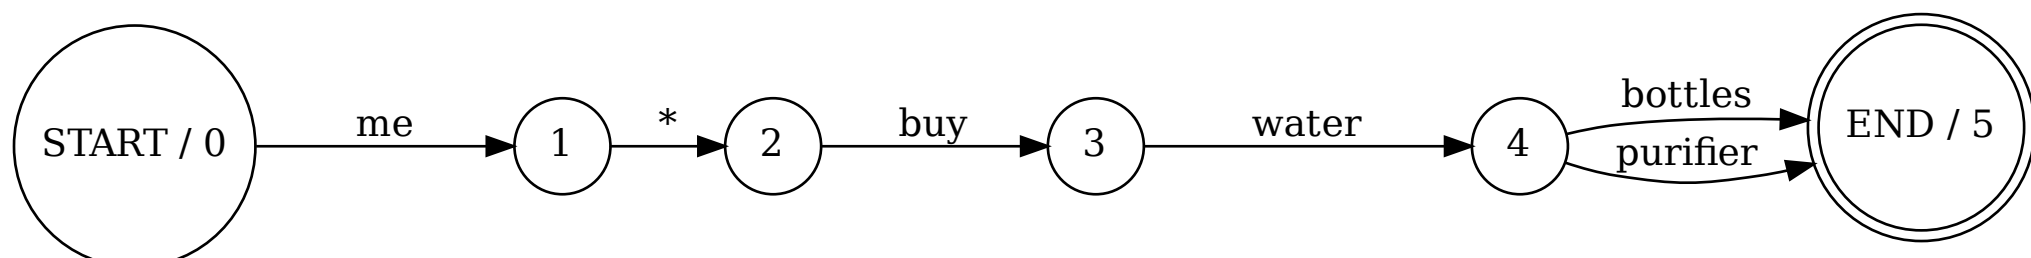 START / 0
me
1
*
2
buy
3
water
4
bottles
purifier
END / 5